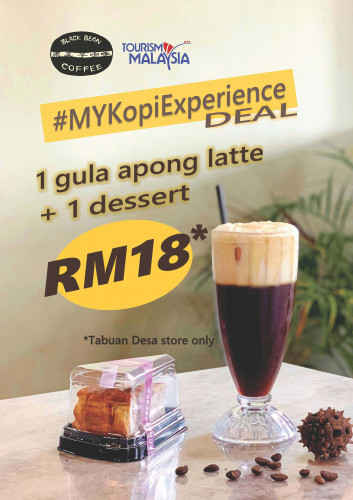 BLACK BEAN
COFFEE
TOURISM
MALAYSIA
#MYKopiExperience
DEAL
1 gula apong latte
+ 1 dessert
RM18*
*Tabuan Desa store only